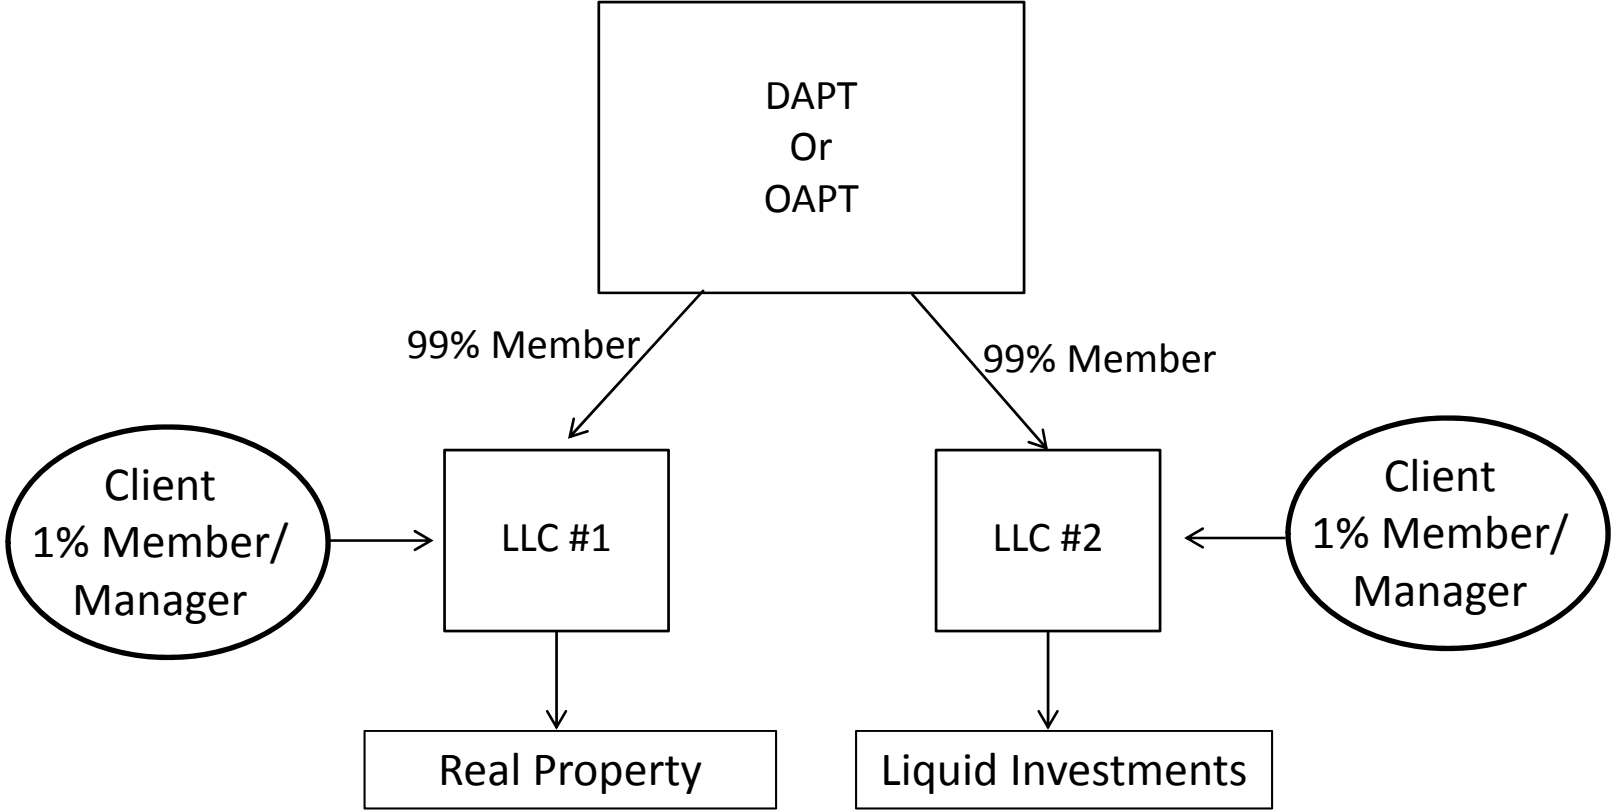 DAPT
Or
OAPT
99% Member
99% Member
Client
1% Member/
Manager
LLC #1
LLC #2
Client
1% Member/
Manager
Real Property
Liquid Investments